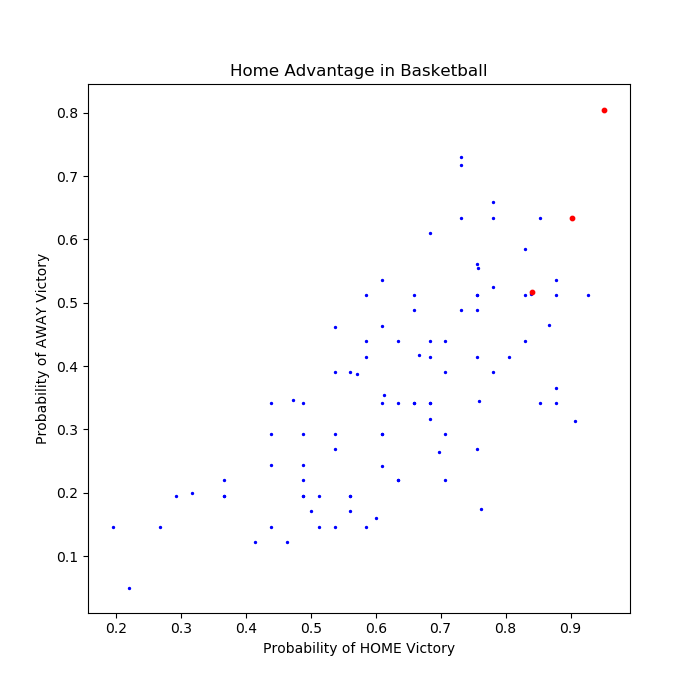 Home Advantage in Basketball
0.8
0.7
0.6
0.5
0.4
0.3
0.2
0.1
Probability of AWAY Victory
0.2 0.3 0.4 0.5 0.6 0.7 0.8 0.9
Probability of HOME Victory